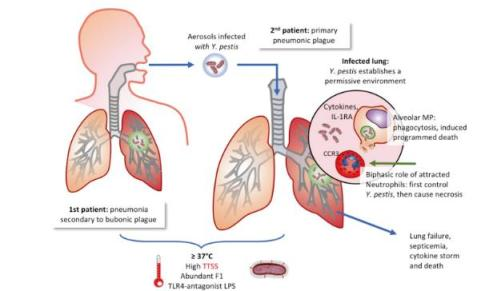 Aerosols infected
with Y. pestis
2nd patient: primary
pneumonic plague
Infected lung:
Y. pestis establishes a
permissive environment
Cytokines,
IL-1RA
Alveolar MP:
phagocytosis, induced
programmed death
CCR3
Biphasic role of attracted
Neutrophils: first control
Y. pestis, then cause necrosis
1st patient: pneumonia
secondary to bubonic plague
Lung failure,
septicemia,
cytokine storm
and death
≥ 37°C
High TTSS
Abundant F1
TLR4-antagonist LPS